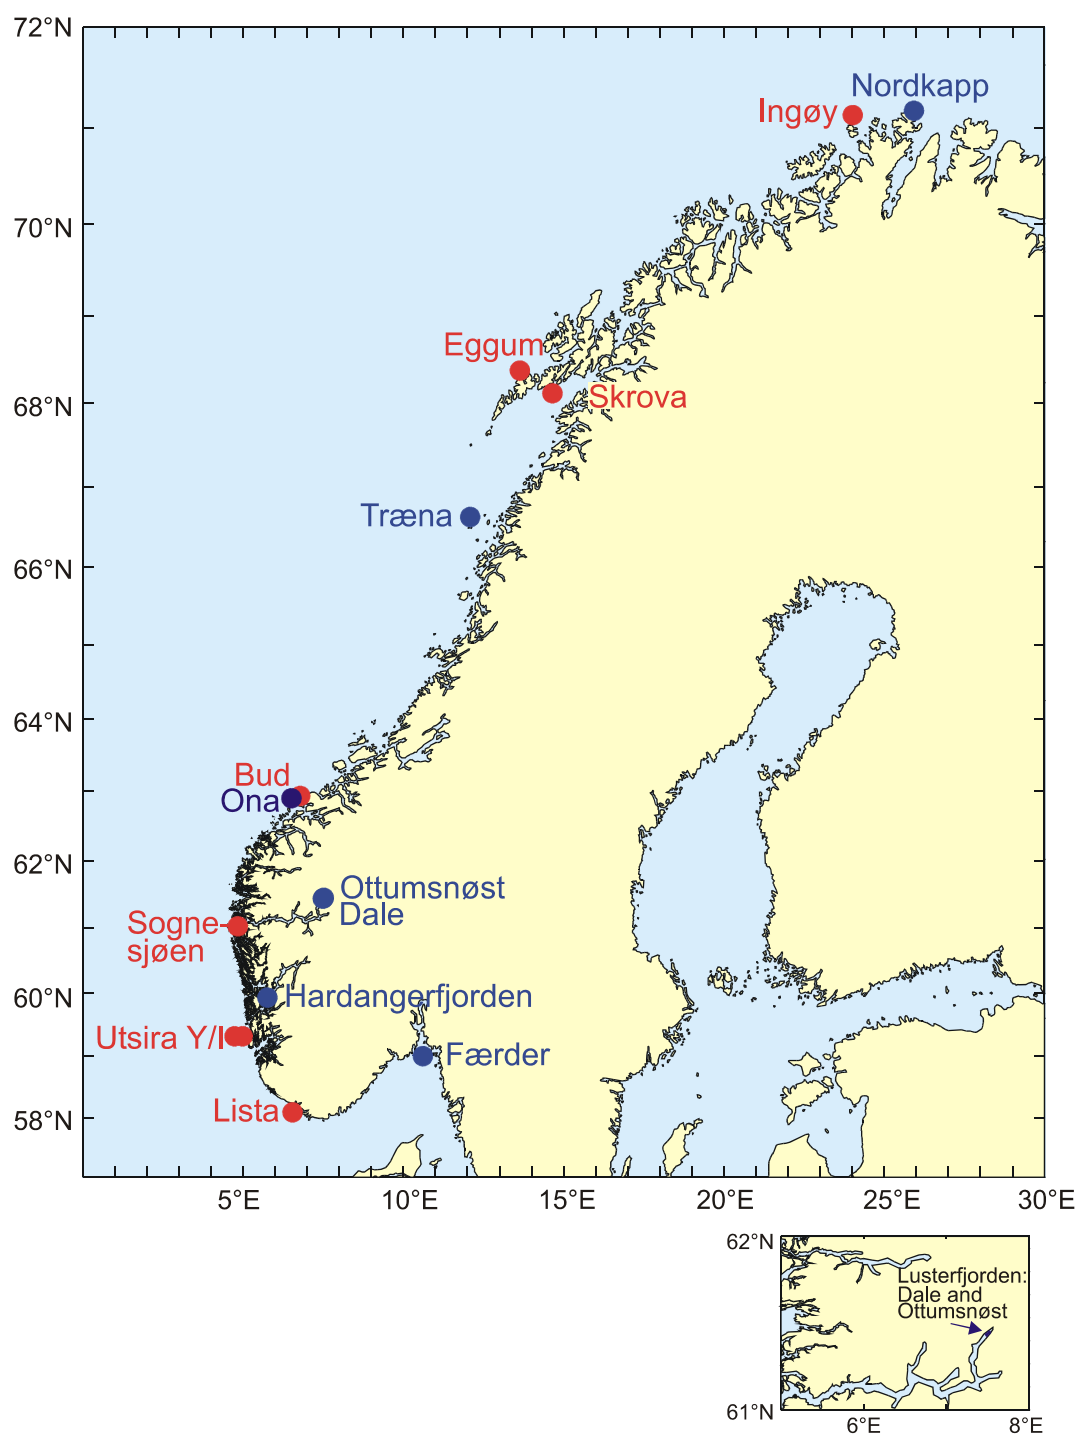 72°N
Nordkapp
Ingøy
70°N
Eggum
Skrova
68°N
Træna
66°N
64°N
Bud
Ona
62°N
Ottumsnøst
Dale
Sogne-
sjøen
60°N
Hardangerfjorden
Utsira Y/I
Færder
Lista
58°N
5°E
10°E
15°E
20°E
25°E
30°E
62°N
Lusterfjorden:
Dale and
Ottumsnøst
61°N
6°E
8°E